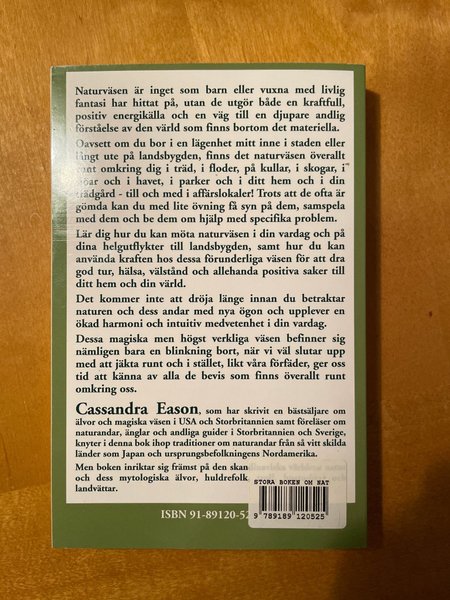 Naturväsen är inget som barn eller vuxna med livlig
fantasi har hittat på, utan de utgör både en kraftfull,
positiv energikälla och en väg till en djupare andlig
förståelse av den värld som finns bortom det materiella.
Oavsett om du bor i en lägenhet mitt inne i staden eller
långt ute på landsbygden, finns det naturväsen överallt
runt omkring dig i träd, i floder, på kullar, i skogar, i
sjöar och i havet, i parker och i ditt hem och i din
trädgård - till och med i affärslokaler! Trots att de ofta är
gömda kan du med lite övning få syn på dem, samspela
med dem och be dem om hjälp med specifika problem.
Lär dig hur du kan möta naturväsen i din vardag och på
dina helgutflykter till landsbygden, samt hur du kan
använda kraften hos dessa förunderliga väsen för att dra
god tur, hälsa, välstånd och allehanda positiva saker till
ditt hem och din värld.
Det kommer inte att dröja länge innan du betraktar
naturen och dess andar med nya ögon och upplever en
ökad harmoni och intuitiv medvetenhet i din vardag.
Dessa magiska men högst verkliga väsen befinner sig
nämligen bara en blinkning bort, när vi väl slutar upp
med att jäkta runt och i stället, likt våra förfäder, ger oss
tid att känna av alla de bevis som finns överallt runt
omkring oss.
Cassandra Eason, som har skrivit en bästsäljare om
älvor och magiska väsen i USA och Storbritannien samt föreläser om
naturandar, änglar och andliga guider i Storbritannien och Sverige,
knyter i denna bok ihop traditioner om naturandar från så vitt skilda
länder som Japan och ursprungsbefolkningens Nordamerika.
Men boken inriktar sig främst på den skan
och dess mytologiska älvor, huldrefolk
landvättar.
STORA BOKEN OM NAT
9 789189 120525
ISBN 91-89120-52